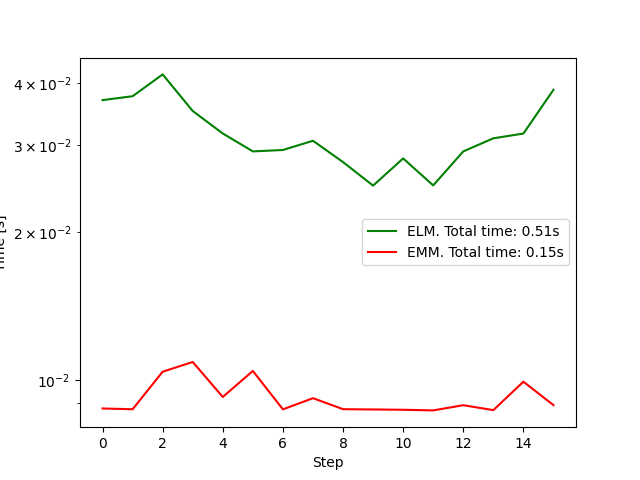 4 × 10⁻²
3 × 10⁻²
2 × 10⁻²
10⁻²
Time [s]
ELM. Total time: 0.51s
EMM. Total time: 0.15s
0 2 4 6 8 10 12 14
Step